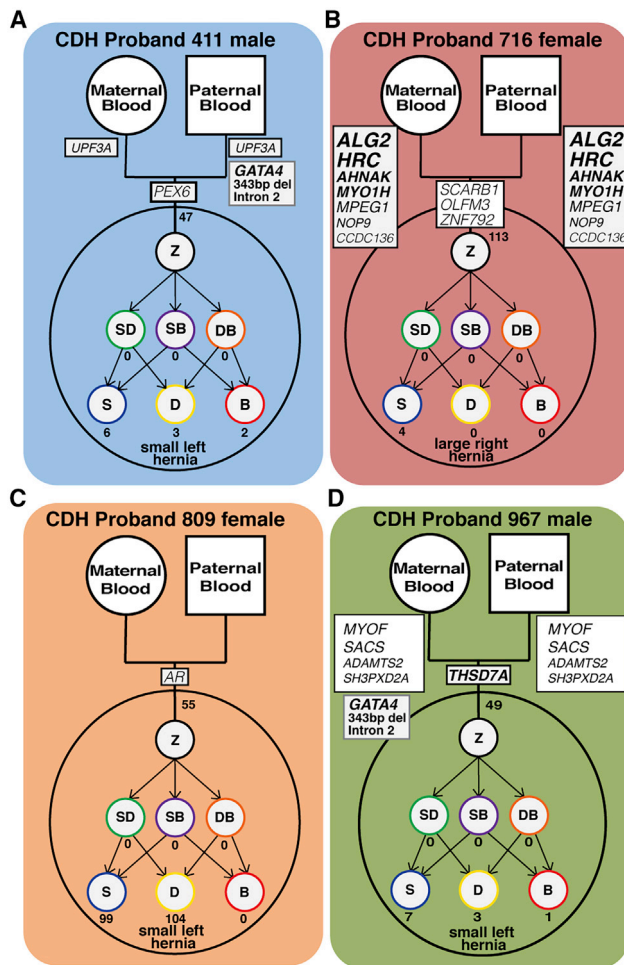 A
CDH Proband 411 male
Maternal
Blood
Paternal
Blood
UPF3A
UPF3A
GATA4
343bp del
Intron 2
PEX6
47
Z
SD
SB
DB
0
0
0
S
D
B
6
3
2
small left
hernia
B
CDH Proband 716 female
Maternal
Blood
Paternal
Blood
ALG2
HRC
AHNAK
MYO1H
MPEG1
NOP9
CCDC136
SCARB1
OLFM3
ZNF792
ALG2
HRC
AHNAK
MYO1H
MPEG1
NOP9
CCDC136
113
Z
SD
SB
DB
0
0
0
S
D
B
4
0
0
large right
hernia
C
CDH Proband 809 female
Maternal
Blood
Paternal
Blood
AR
55
Z
SD
SB
DB
0
0
0
S
D
B
99
104
0
small left
hernia
D
CDH Proband 967 male
Maternal
Blood
Paternal
Blood
MYOF
SACS
ADAMTS2
SH3PXD2A
MYOF
SACS
ADAMTS2
SH3PXD2A
THSD7A
GATA4
343bp del
Intron 2
49
Z
SD
SB
DB
0
0
0
S
D
B
7
3
1
small left
hernia